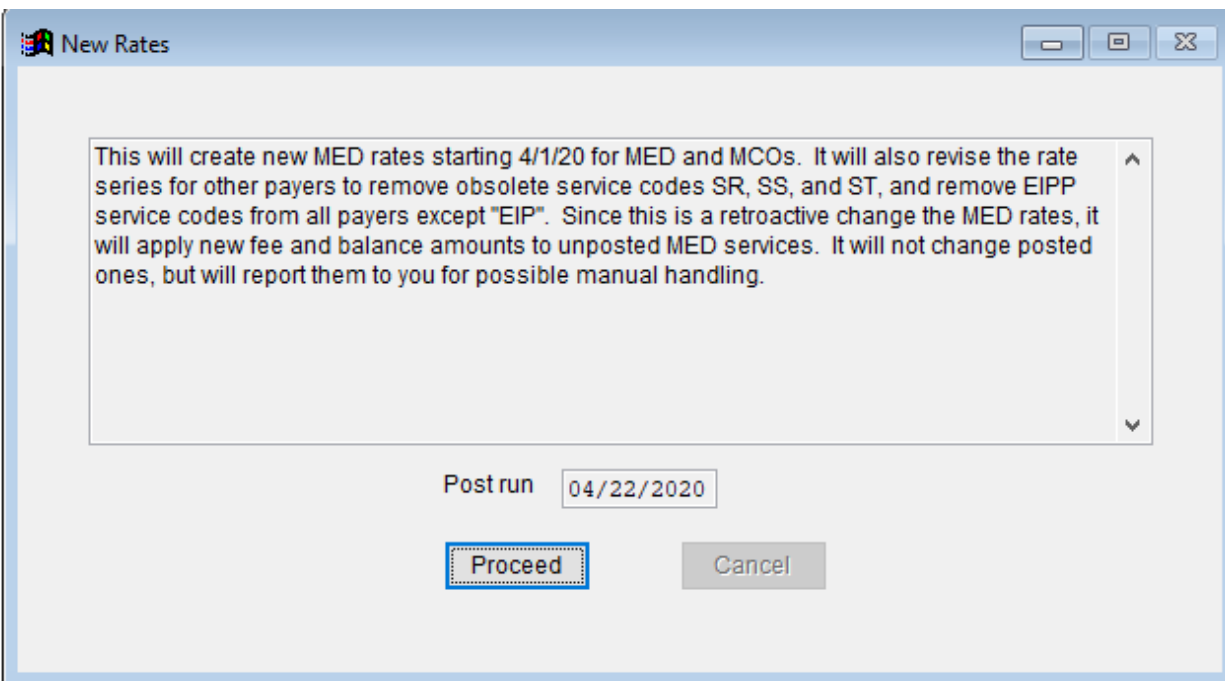 New Rates
This will create new MED rates starting 4/1/20 for MED and MCOs.  It will also revise the rate
series for other payers to remove obsolete service codes SR, SS, and ST, and remove EIPP
service codes from all payers except "EIP".  Since this is a retroactive change the MED rates, it
will apply new fee and balance amounts to unposted MED services.  It will not change posted
ones, but will report them to you for possible manual handling.
Post run 04/22/2020
Proceed Cancel